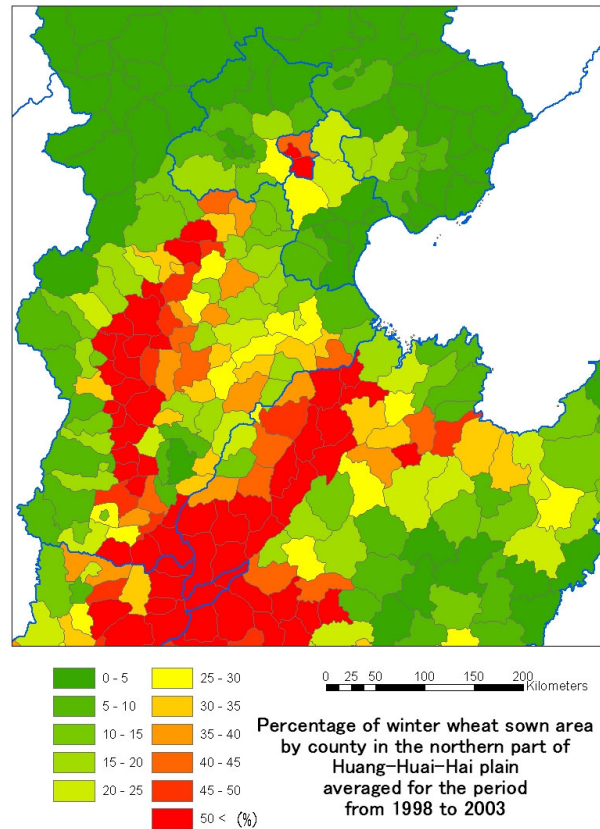 0 - 5
5 - 10
10 - 15
15 - 20
20 - 25
25 - 30
30 - 35
35 - 40
40 - 45
45 - 50
50 < (%)
0 25 50 100 150 200
Kilometers
Percentage of winter wheat sown area
by county in the northern part of
Huang-Huai-Hai plain
averaged for the period
from 1998 to 2003